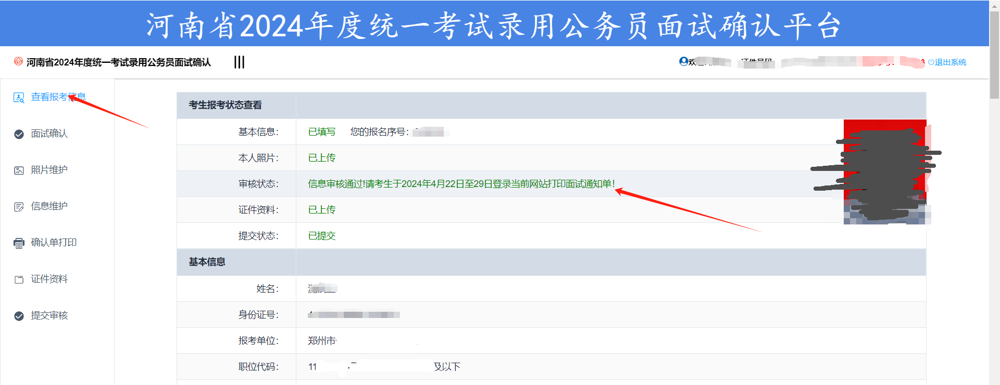 河南省2024年度统一考试录用公务员面试确认平台
河南省2024年度统一考试录用公务员面试确认
退出系统
查看报考信息
面试确认
照片维护
信息维护
确认单打印
证件资料
提交审核
考生报考状态查看
基本信息： 已填写 您的报名序号：
本人照片： 已上传
审核状态： 信息审核通过!请考生于2024年4月22日至29日登录当前网站打印面试通知单!
证件资料： 已上传
提交状态： 已提交
基本信息
姓名：
身份证号：
报考单位： 郑州市
职位代码： 11 及以下